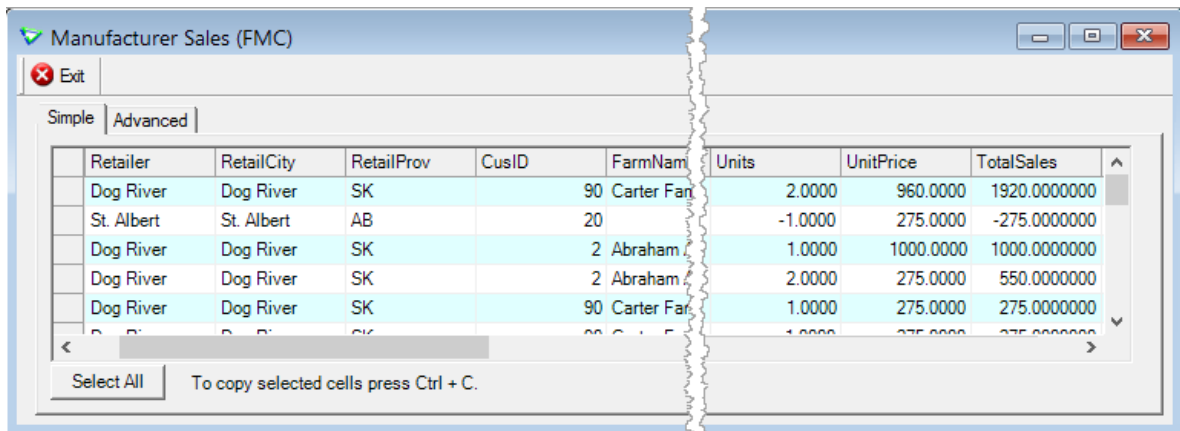 Manufacturer Sales (FMC)
Exit
Simple Advanced
Retailer RetailCity RetailProv CusID FarmNam Units UnitPrice TotalSales
Dog River Dog River SK 90 Carter Far 2.0000 960.0000 1920.0000000
St. Albert St. Albert AB 20 -1.0000 275.0000 -275.0000000
Dog River Dog River SK 2 Abraham 1.0000 1000.0000 1000.0000000
Dog River Dog River SK 2 Abraham 2.0000 275.0000 550.0000000
Dog River Dog River SK 90 Carter Far 1.0000 275.0000 275.0000000
Select All To copy selected cells press Ctrl + C.